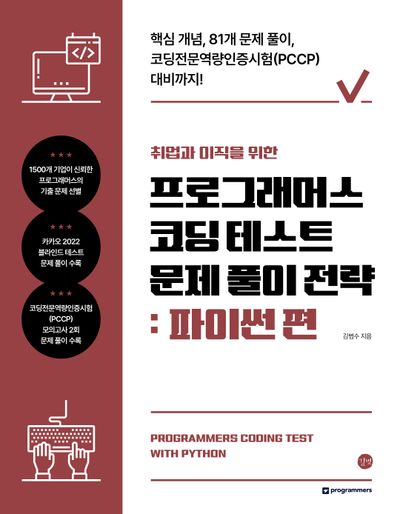 핵심 개념, 81개 문제 풀이,
코딩전문역량인증시험(PCCP)
대비까지!
취업과 이직을 위한
프로그래머스
코딩 테스트
문제 풀이 전략
: 파이썬 편
김범수 지음
1500개 기업이 신뢰한
프로그래머스의
기출 문제 선별
카카오 2022
블라인드 테스트
문제 풀이 수록
코딩전문역량인증시험
(PCCP)
모의고사 2회
문제 풀이 수록
PROGRAMMERS CODING TEST
WITH PYTHON
길벗
programmers